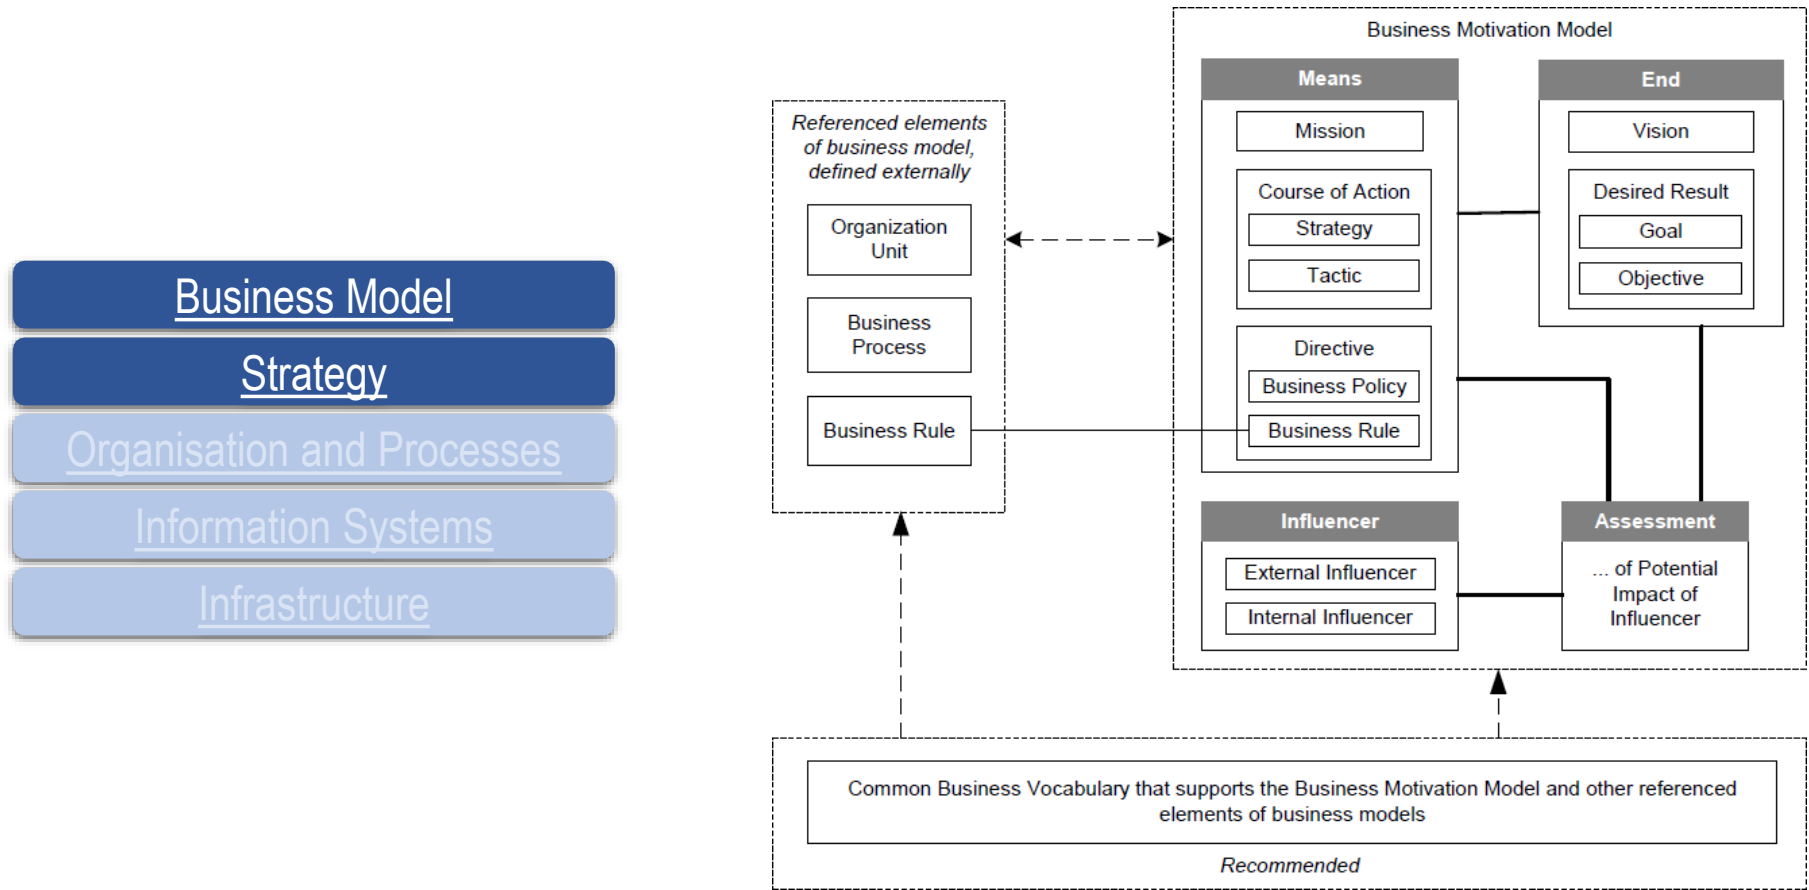 Business Model
Strategy
Organisation and Processes
Information Systems
Infrastructure
Referenced elements
of business model,
defined externally
Organization
Unit
Business
Process
Business Rule
Business Motivation Model
Means
Mission
Course of Action
Strategy
Tactic
Directive
Business Policy
Business Rule
End
Vision
Desired Result
Goal
Objective
Influencer
External Influencer
Internal Influencer
Assessment
... of Potential
Impact of
Influencer
Common Business Vocabulary that supports the Business Motivation Model and other referenced
elements of business models
Recommended